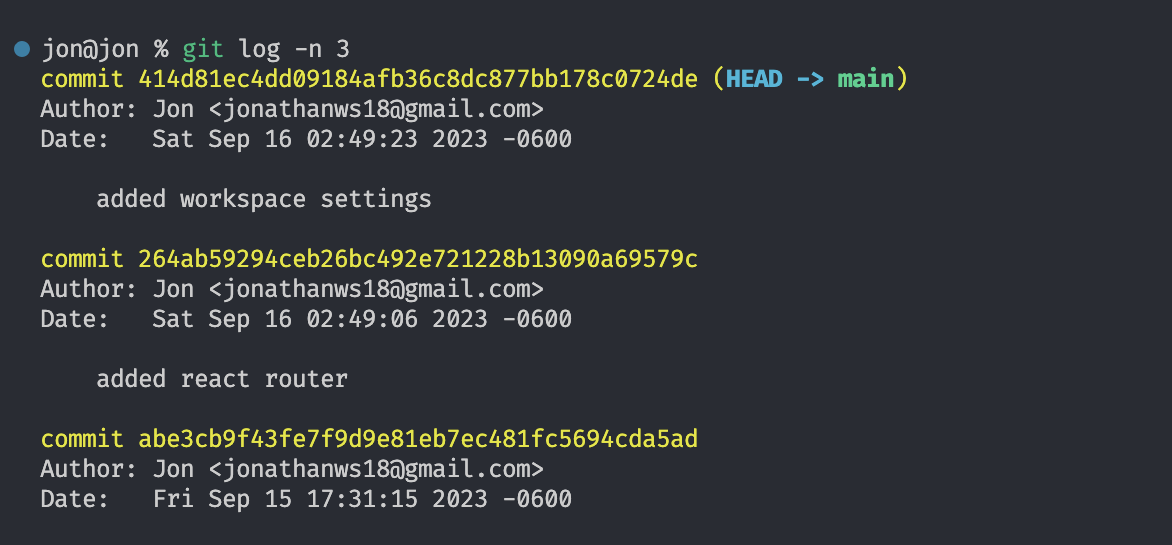 jon@jon % git log -n 3
commit 414d81ec4dd09184afb36c8dc877bb178c0724de (HEAD -> main)
Author: Jon <jonathanws18@gmail.com>
Date:   Sat Sep 16 02:49:23 2023 -0600
    added workspace settings
commit 264ab59294ceb26bc492e721228b13090a69579c
Author: Jon <jonathanws18@gmail.com>
Date:   Sat Sep 16 02:49:06 2023 -0600
    added react router
commit abe3cb9f43fe7f9d9e81eb7ec481fc5694cda5ad
Author: Jon <jonathanws18@gmail.com>
Date:   Fri Sep 15 17:31:15 2023 -0600